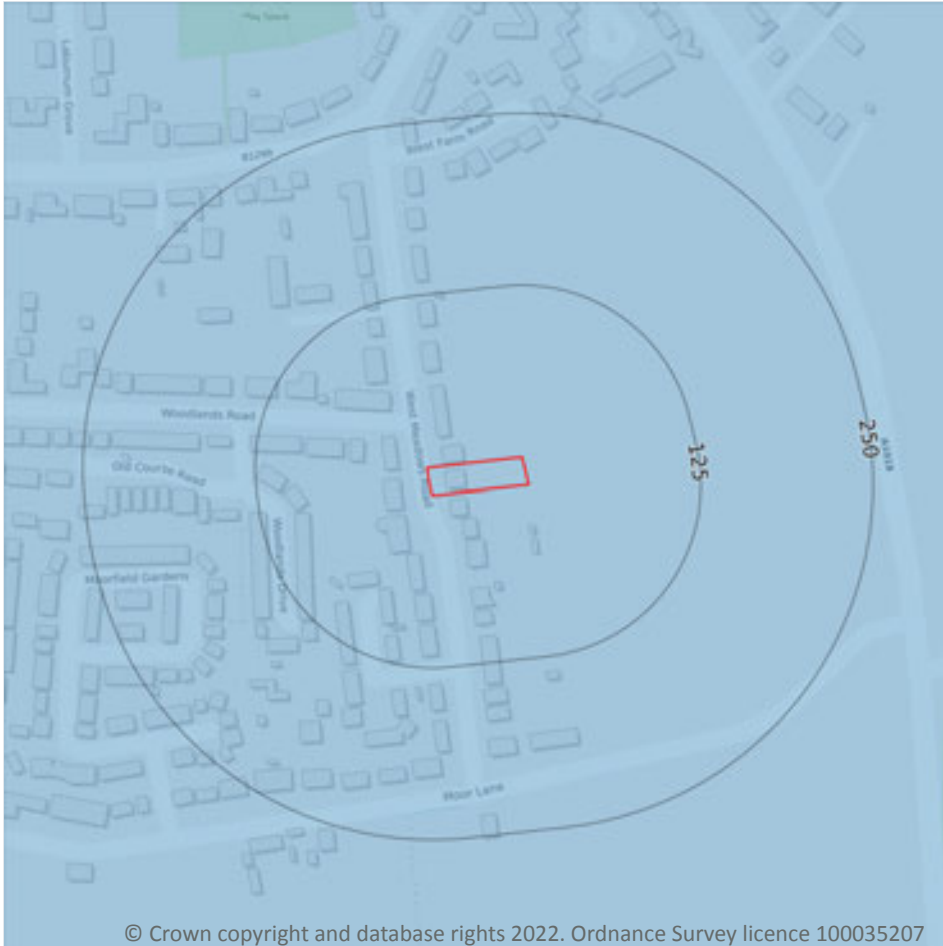 Play Space
Laburnum Grove
B1296
West Farm Road
Woodlands Road
West Meadows Road
Old Course Road
Woodlands Drive
Moorfield Gardens
125
250
A1018
Moor Lane
© Crown copyright and database rights 2022. Ordnance Survey licence 100035207